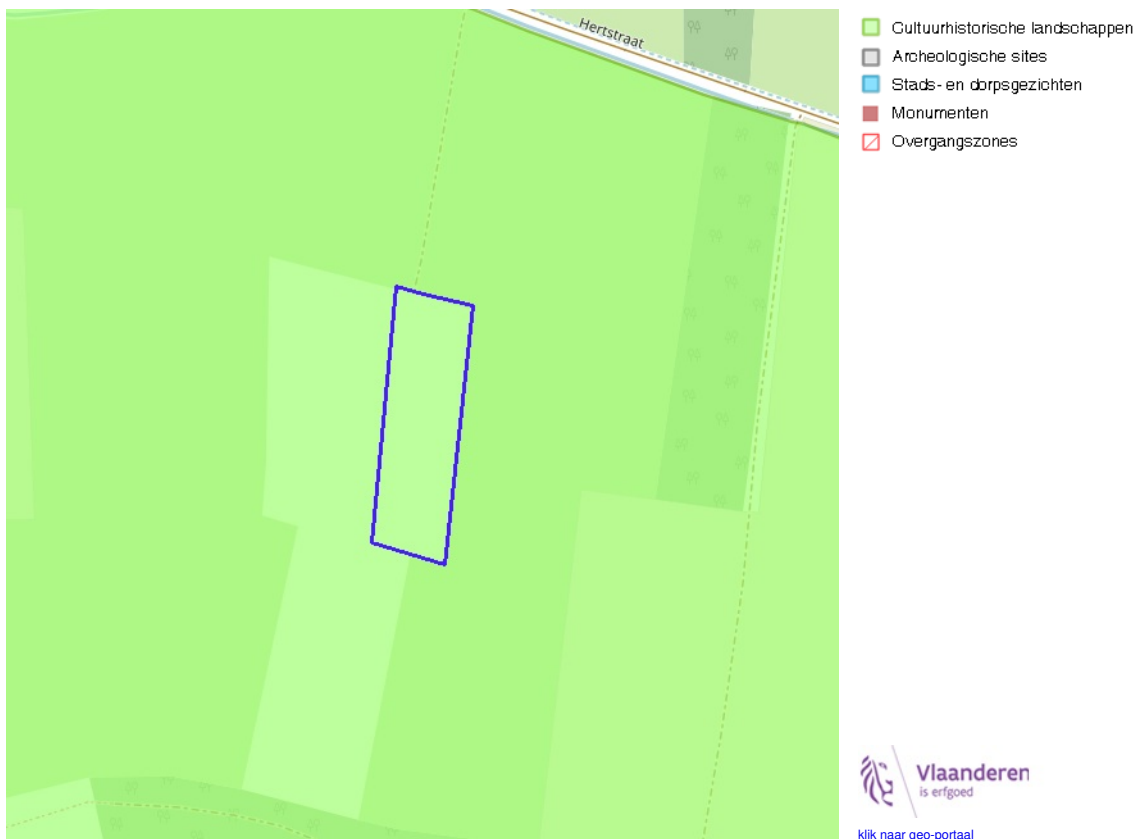 Hertstraat
Cultuurhistorische landschappen
Archeologische sites
Stads- en dorpsgezichten
Monumenten
Overgangszones
Vlaanderen
is erfgoed
klik naar geo-portaal